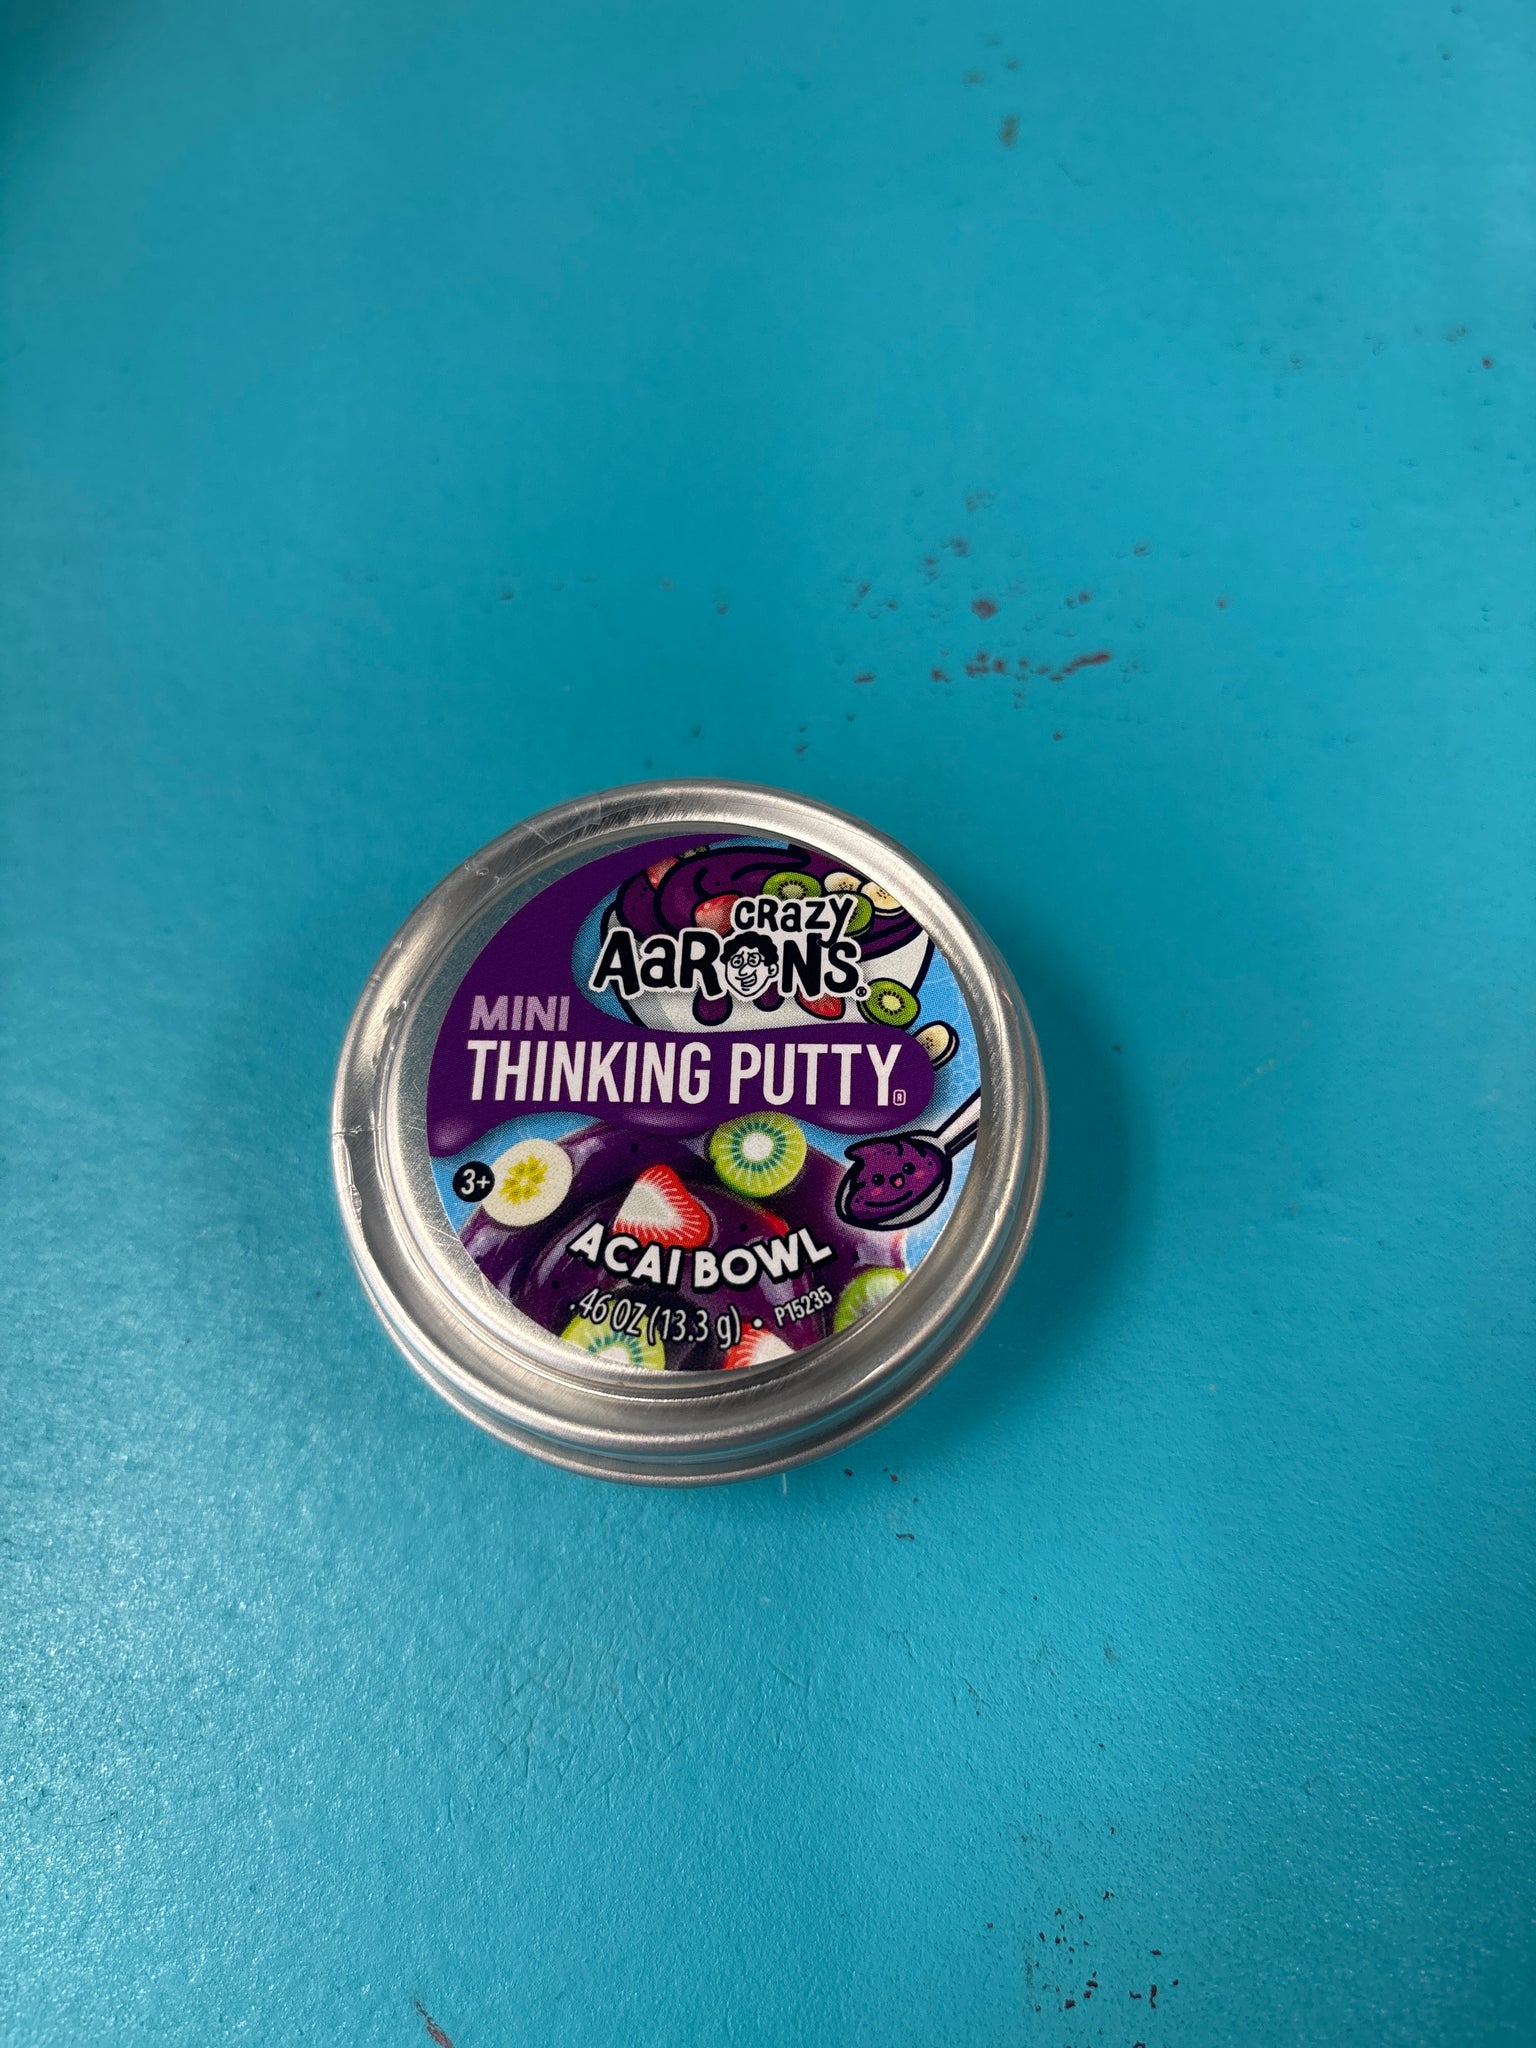 CRAZY
AARONS®
MINI
THINKING PUTTY®
3+
ACAI BOWL
.46 OZ (13.3 g) • P15235